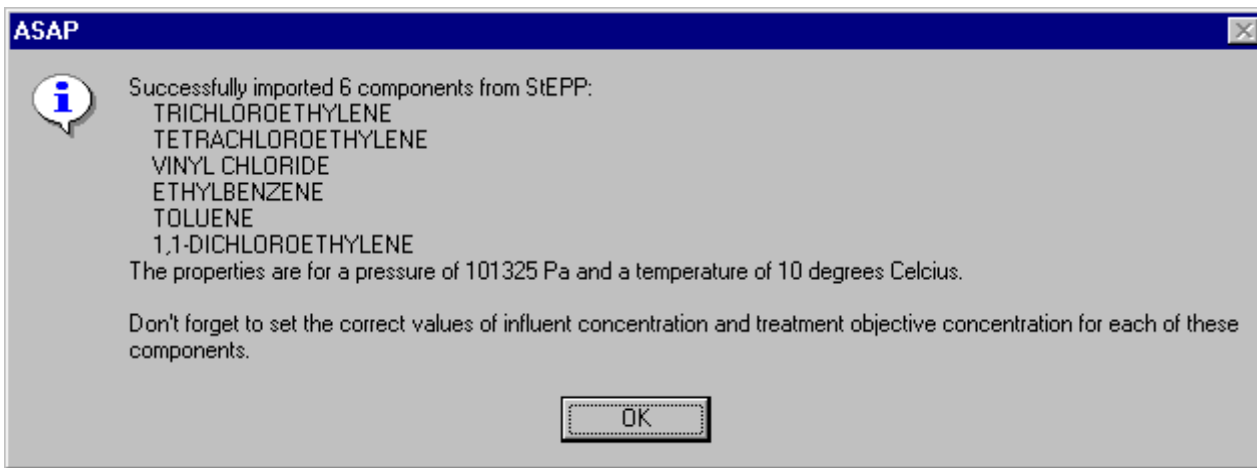 ASAP
Successfully imported 6 components from StEPP:
TRICHLOROETHYLENE
TETRACHLOROETHYLENE
VINYL CHLORIDE
ETHYLBENZENE
TOLUENE
1,1-DICHLOROETHYLENE
The properties are for a pressure of 101325 Pa and a temperature of 10 degrees Celcius.
Don't forget to set the correct values of influent concentration and treatment objective concentration for each of these
components.
OK